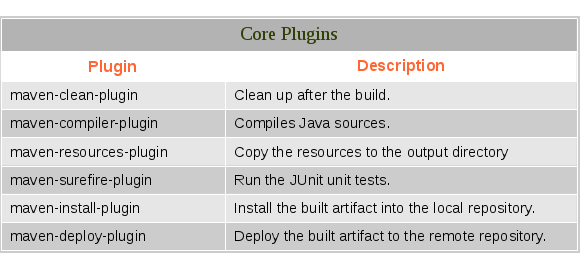 Core Plugins
Plugin Description
maven-clean-plugin Clean up after the build.
maven-compiler-plugin Compiles Java sources.
maven-resources-plugin Copy the resources to the output directory
maven-surefire-plugin Run the JUnit unit tests.
maven-install-plugin Install the built artifact into the local repository.
maven-deploy-plugin Deploy the built artifact to the remote repository.